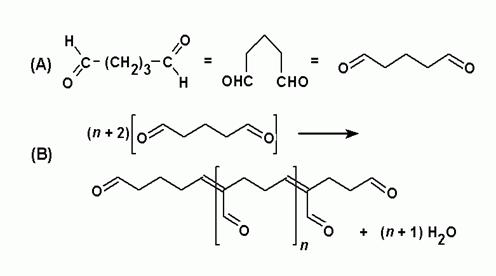 (A) H O C-(CH₂)₃-C O H = OHC CHO = O O
(n + 2) O O
(B)
O O n O O + (n + 1) H₂O